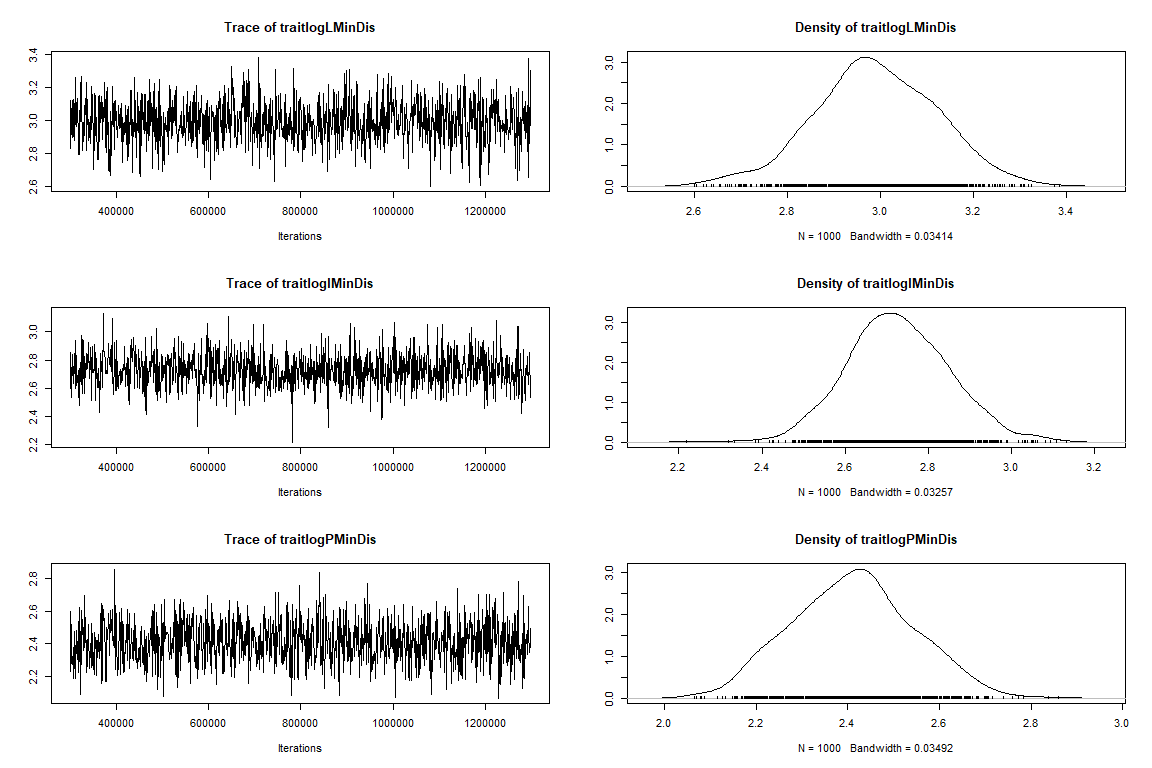 Trace of traitlogLMinDis
3.4
3.2
3.0
2.8
2.6
400000 600000 800000 1000000 1200000
Iterations
Density of traitlogLMinDis
3.0
2.0
1.0
0.0
2.6 2.8 3.0 3.2 3.4
N = 1000 Bandwidth = 0.03414
Trace of traitlogIMinDis
3.0
2.8
2.6
2.4
2.2
400000 600000 800000 1000000 1200000
Iterations
Density of traitlogIMinDis
3.0
2.0
1.0
0.0
2.2 2.4 2.6 2.8 3.0 3.2
N = 1000 Bandwidth = 0.03257
Trace of traitlogPMinDis
2.8
2.6
2.4
2.2
400000 600000 800000 1000000 1200000
Iterations
Density of traitlogPMinDis
3.0
2.0
1.0
0.0
2.0 2.2 2.4 2.6 2.8 3.0
N = 1000 Bandwidth = 0.03492